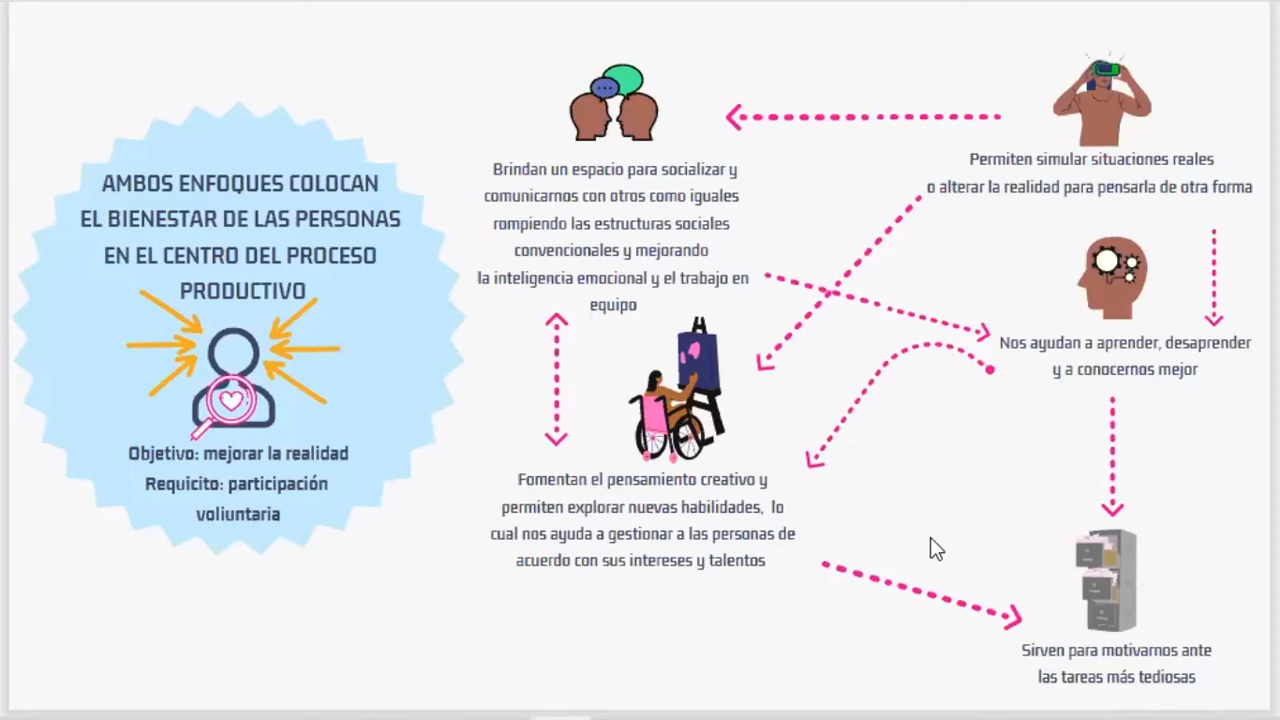 AMBOS ENFOQUES COLOCAN
EL BIENESTAR DE LAS PERSONAS
EN EL CENTRO DEL PROCESO
PRODUCTIVO
Objetivo: mejorar la realidad
Requicito: participación
voluntaria
Brindan un espacio para socializar y
comunicarnos con otros como iguales
rompiendo las estructuras sociales
convencionales y mejorando
la inteligencia emocional y el trabajo en
equipo
Fomentan el pensamiento creativo y
permiten explorar nuevas habilidades, lo
cual nos ayuda a gestionar a las personas de
acuerdo con sus intereses y talentos
Permiten simular situaciones reales
o alterar la realidad para pensarla de otra forma
Nos ayudan a aprender, desaprender
y a conocernos mejor
Sirven para motivarnos ante
las tareas más tediosas